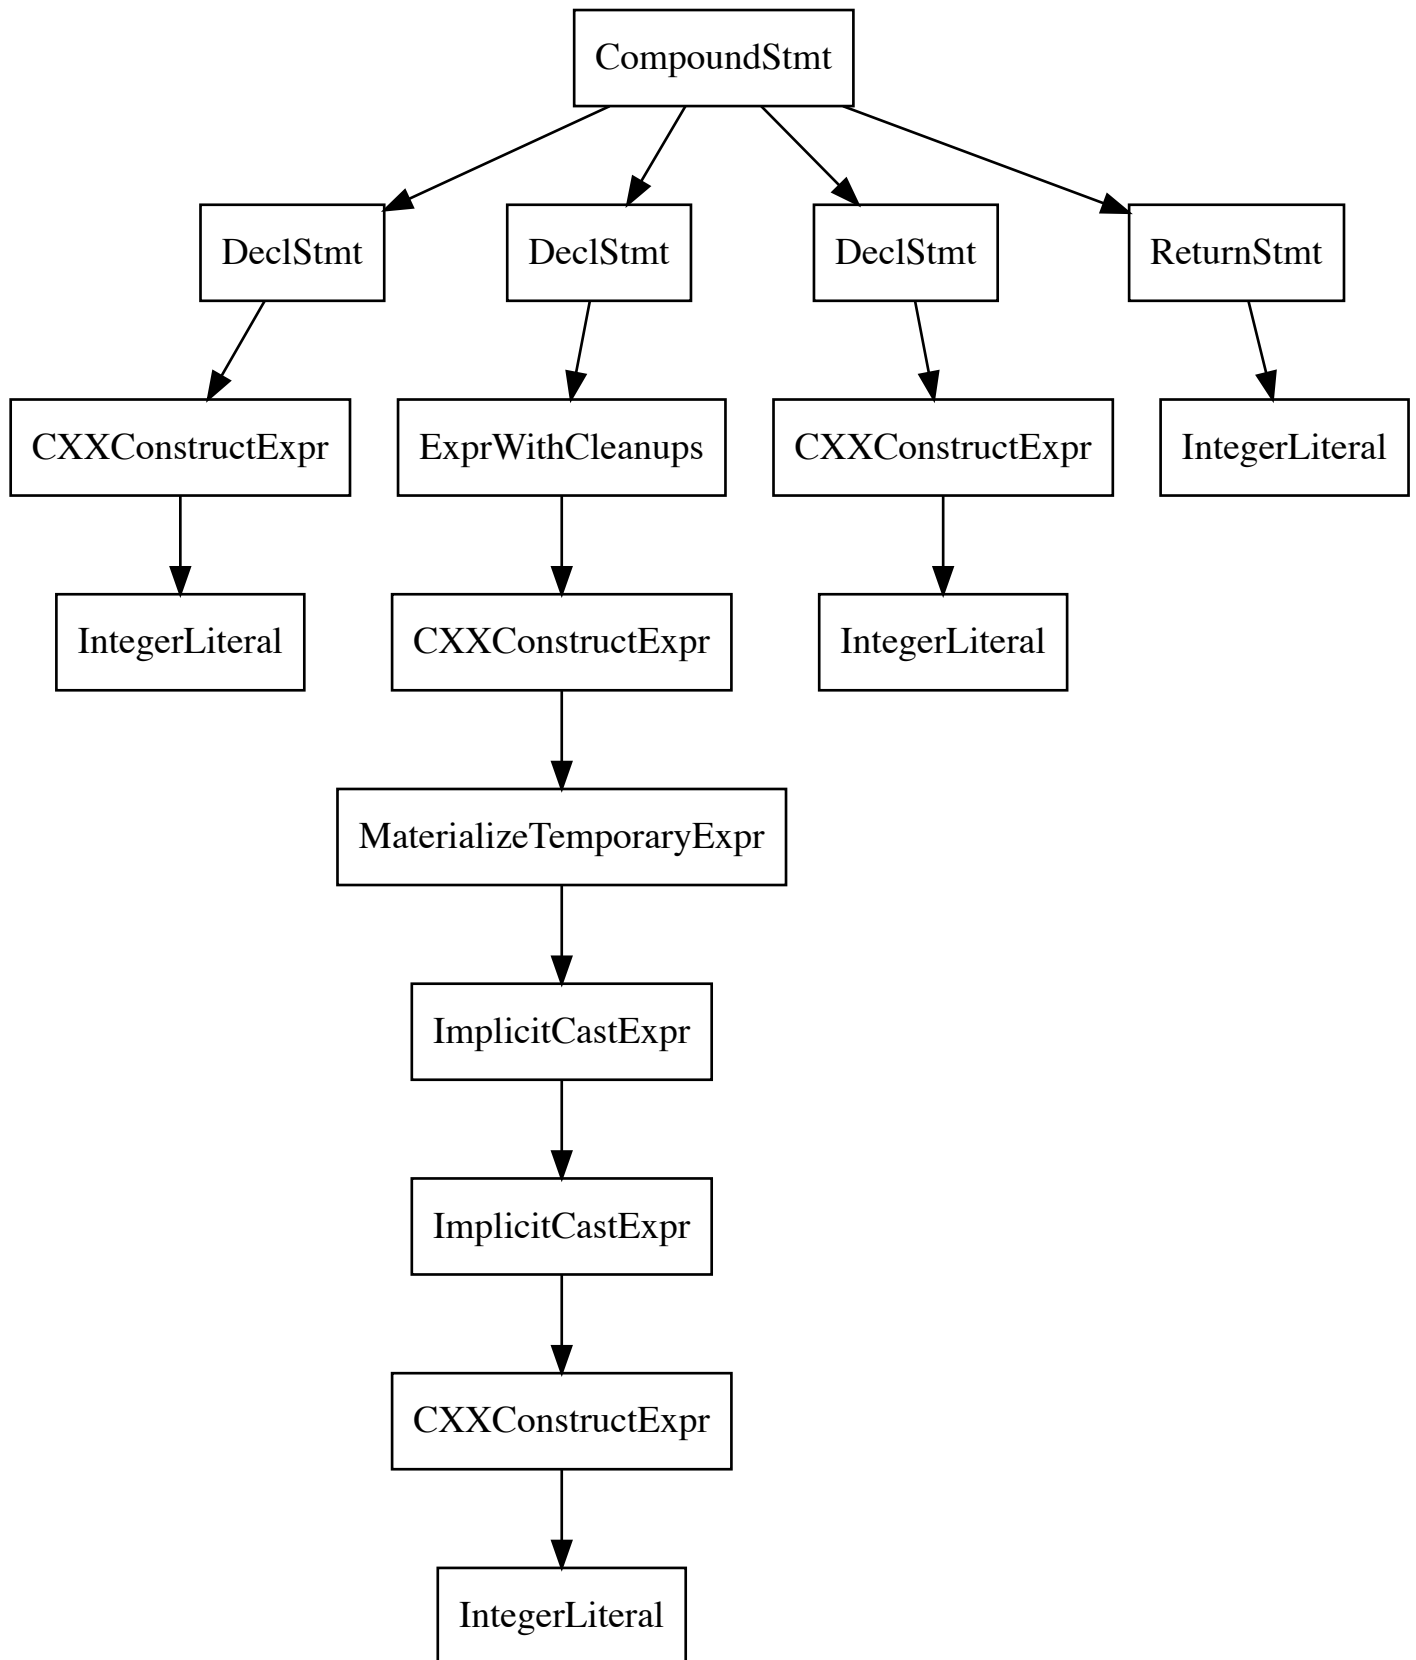 CompoundStmt
DeclStmt
DeclStmt
DeclStmt
ReturnStmt
CXXConstructExpr
ExprWithCleanups
CXXConstructExpr
IntegerLiteral
IntegerLiteral
CXXConstructExpr
IntegerLiteral
MaterializeTemporaryExpr
ImplicitCastExpr
ImplicitCastExpr
CXXConstructExpr
IntegerLiteral